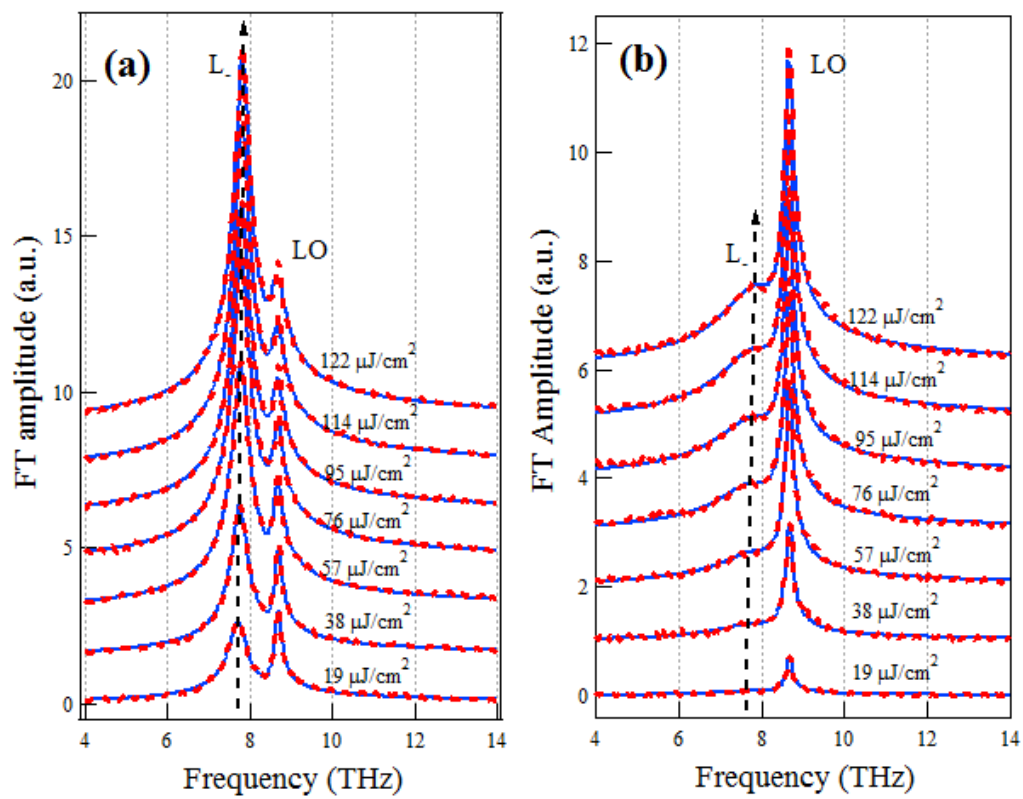 (a)
L-
LO
122 μJ/cm²
114 μJ/cm²
95 μJ/cm²
76 μJ/cm²
57 μJ/cm²
38 μJ/cm²
19 μJ/cm²
20
15
10
5
0
FT amplitude (a.u.)
4
6
8
10
12
14
Frequency (THz)
(b)
LO
L-
122 μJ/cm²
114 μJ/cm²
95 μJ/cm²
76 μJ/cm²
57 μJ/cm²
38 μJ/cm²
19 μJ/cm²
12
10
8
6
4
2
0
FT Amplitude (a.u.)
4
6
8
10
12
14
Frequency (THz)